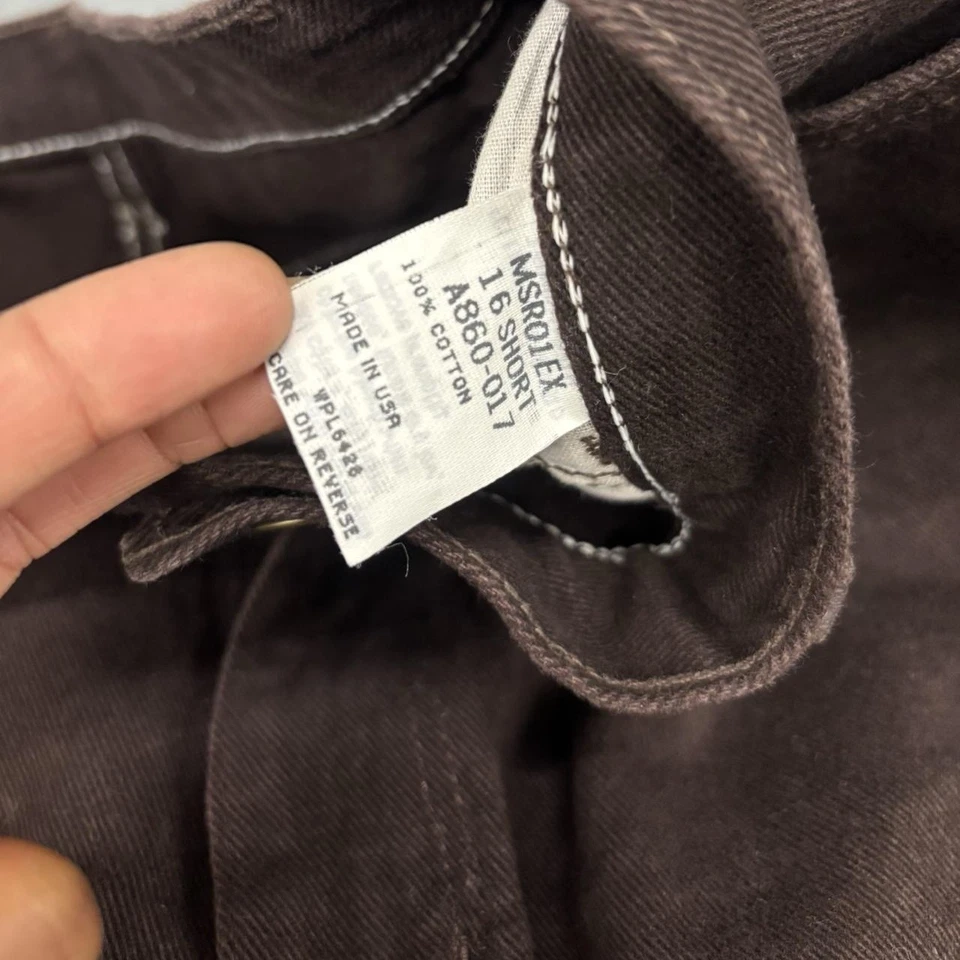 MSR01EX
16 SHORT
A860-017
100% COTTON
MADE IN USA
WPL6426
CARE ON REVERSE